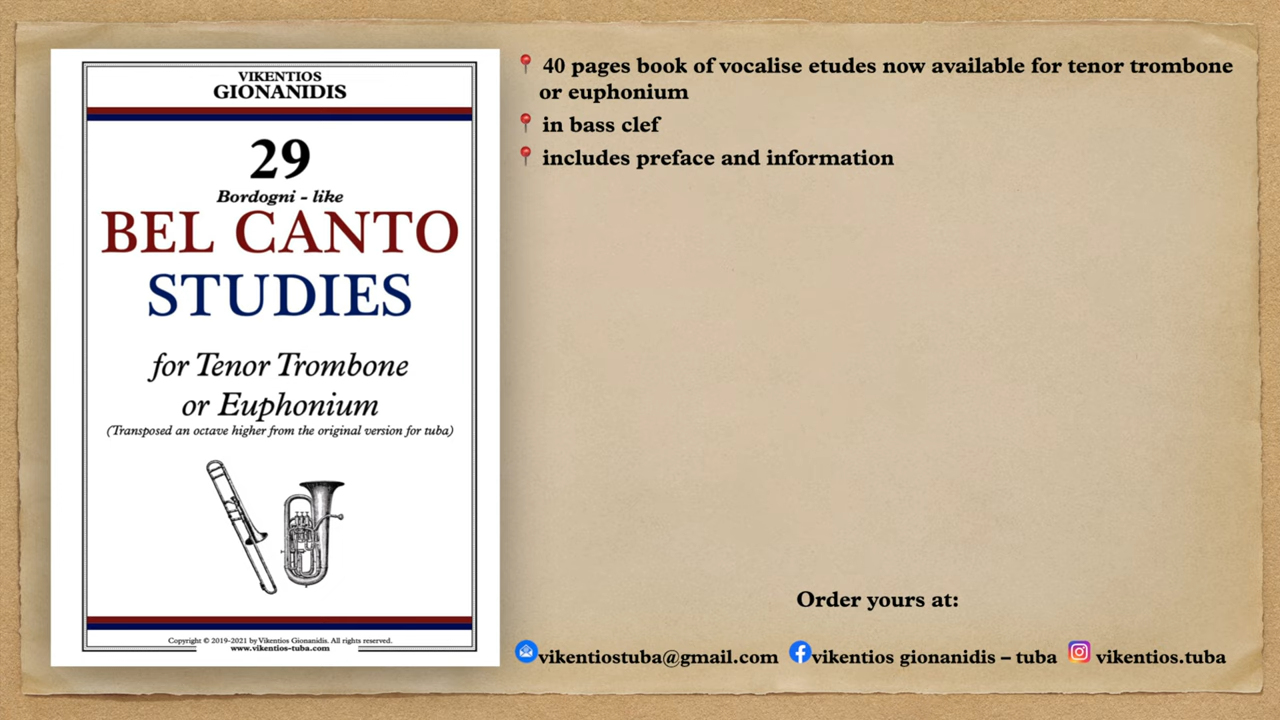 VIKENTIOS
GIONANIDIS
29
Bordogni - like
BEL CANTO
STUDIES
for Tenor Trombone
or Euphonium
(Transposed an octave higher from the original version for tuba)
Copyright © 2019-2021 by Vikentios Gionanidis. All rights reserved.
www.vikentios-tuba.com
40 pages book of vocalise etudes now available for tenor trombone
or euphonium
in bass clef
includes preface and information
Order yours at:
vikentiostuba@gmail.com vikentios gionanidis – tuba vikentios.tuba